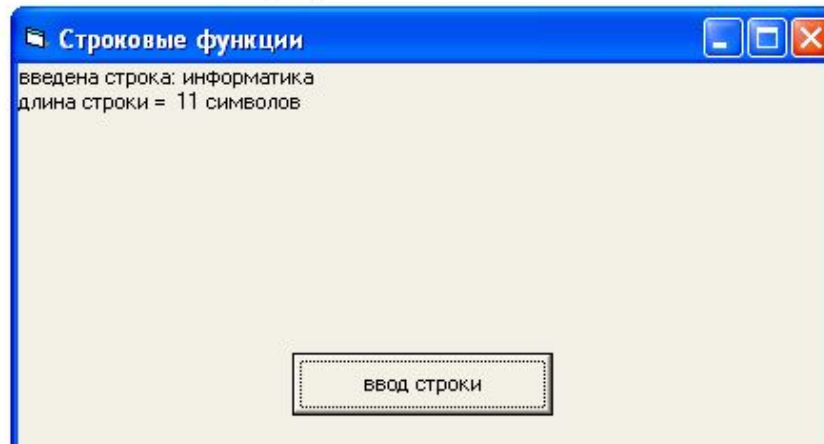 Строковые функции
введена строка: информатика
длина строки =  11 символов
ввод строки